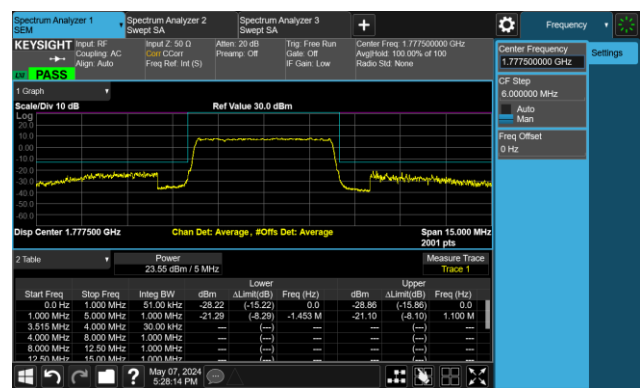 Spectrum Analyzer 1
SEM
Spectrum Analyzer 2
Swept SA
Spectrum Analyzer 3
Swept SA
+
Frequency
KEYSIGHT
Input: RF
Coupling: AC
Align: Auto
Input Z: 50 Ω
Corr CCorr
Freq Ref: Int (S)
Atten: 20 dB
Preamp: Off
Trig: Free Run
Gate: Off
IF Gain: Low
Center Freq: 1.777500000 GHz
Avg|Hold: 100.00% of 100
Radio Std: None
LXI
PASS
Center Frequency
1.777500000 GHz
Settings
CF Step
6.000000 MHz
Auto
Man
Freq Offset
0 Hz
1 Graph
Scale/Div 10 dB
Ref Value 30.0 dBm
Log
20.0
10.0
0.00
-10.0
-20.0
-30.0
-40.0
-50.0
-60.0
Disp Center 1.777500 GHz
Chan Det: Average , #Offs Det: Average
Span 15.000 MHz
2001 pts
2 Table
Power
23.55 dBm / 5 MHz
Measure Trace
Trace 1
Lower Upper
Start Freq Stop Freq Integ BW dBm ΔLimit(dB) Freq (Hz) dBm ΔLimit(dB) Freq (Hz)
0.0 Hz 1.000 MHz 51.00 kHz -28.22 (-15.22) 0.0 -28.86 (-15.86) 0.0
1.000 MHz 5.000 MHz 1.000 MHz -21.29 (-8.29) -1.453 M -21.10 (-8.10) 1.100 M
3.515 MHz 4.000 MHz 30.00 kHz --- (---) --- --- (---) ---
4.000 MHz 8.000 MHz 1.000 MHz --- (---) --- --- (---) ---
8.000 MHz 12.50 MHz 1.000 MHz --- (---) --- --- (---) ---
12.50 MHz 15.00 MHz 1.000 MHz --- (---) --- --- (---) ---
?
May 07, 2024
5:28:14 PM